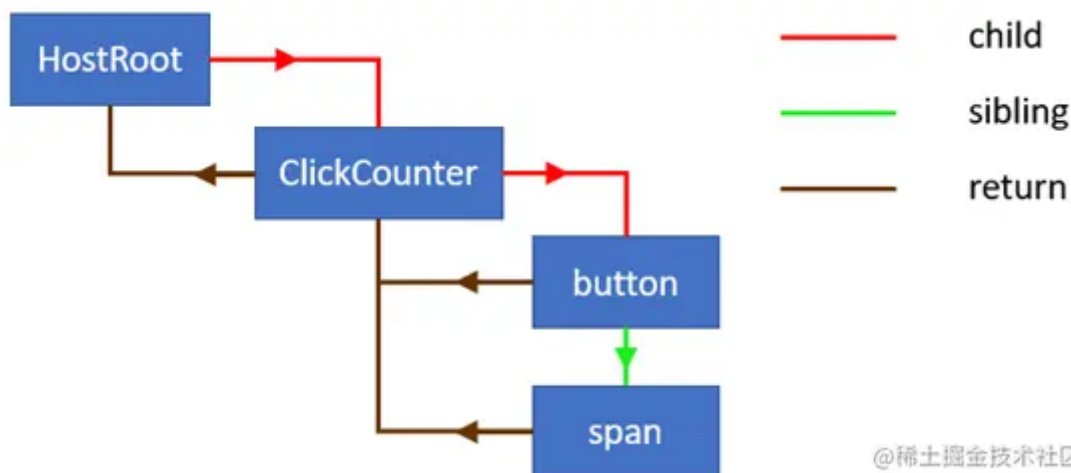 HostRoot
child
sibling
ClickCounter
return
button
span
@稀土掘金技术社区